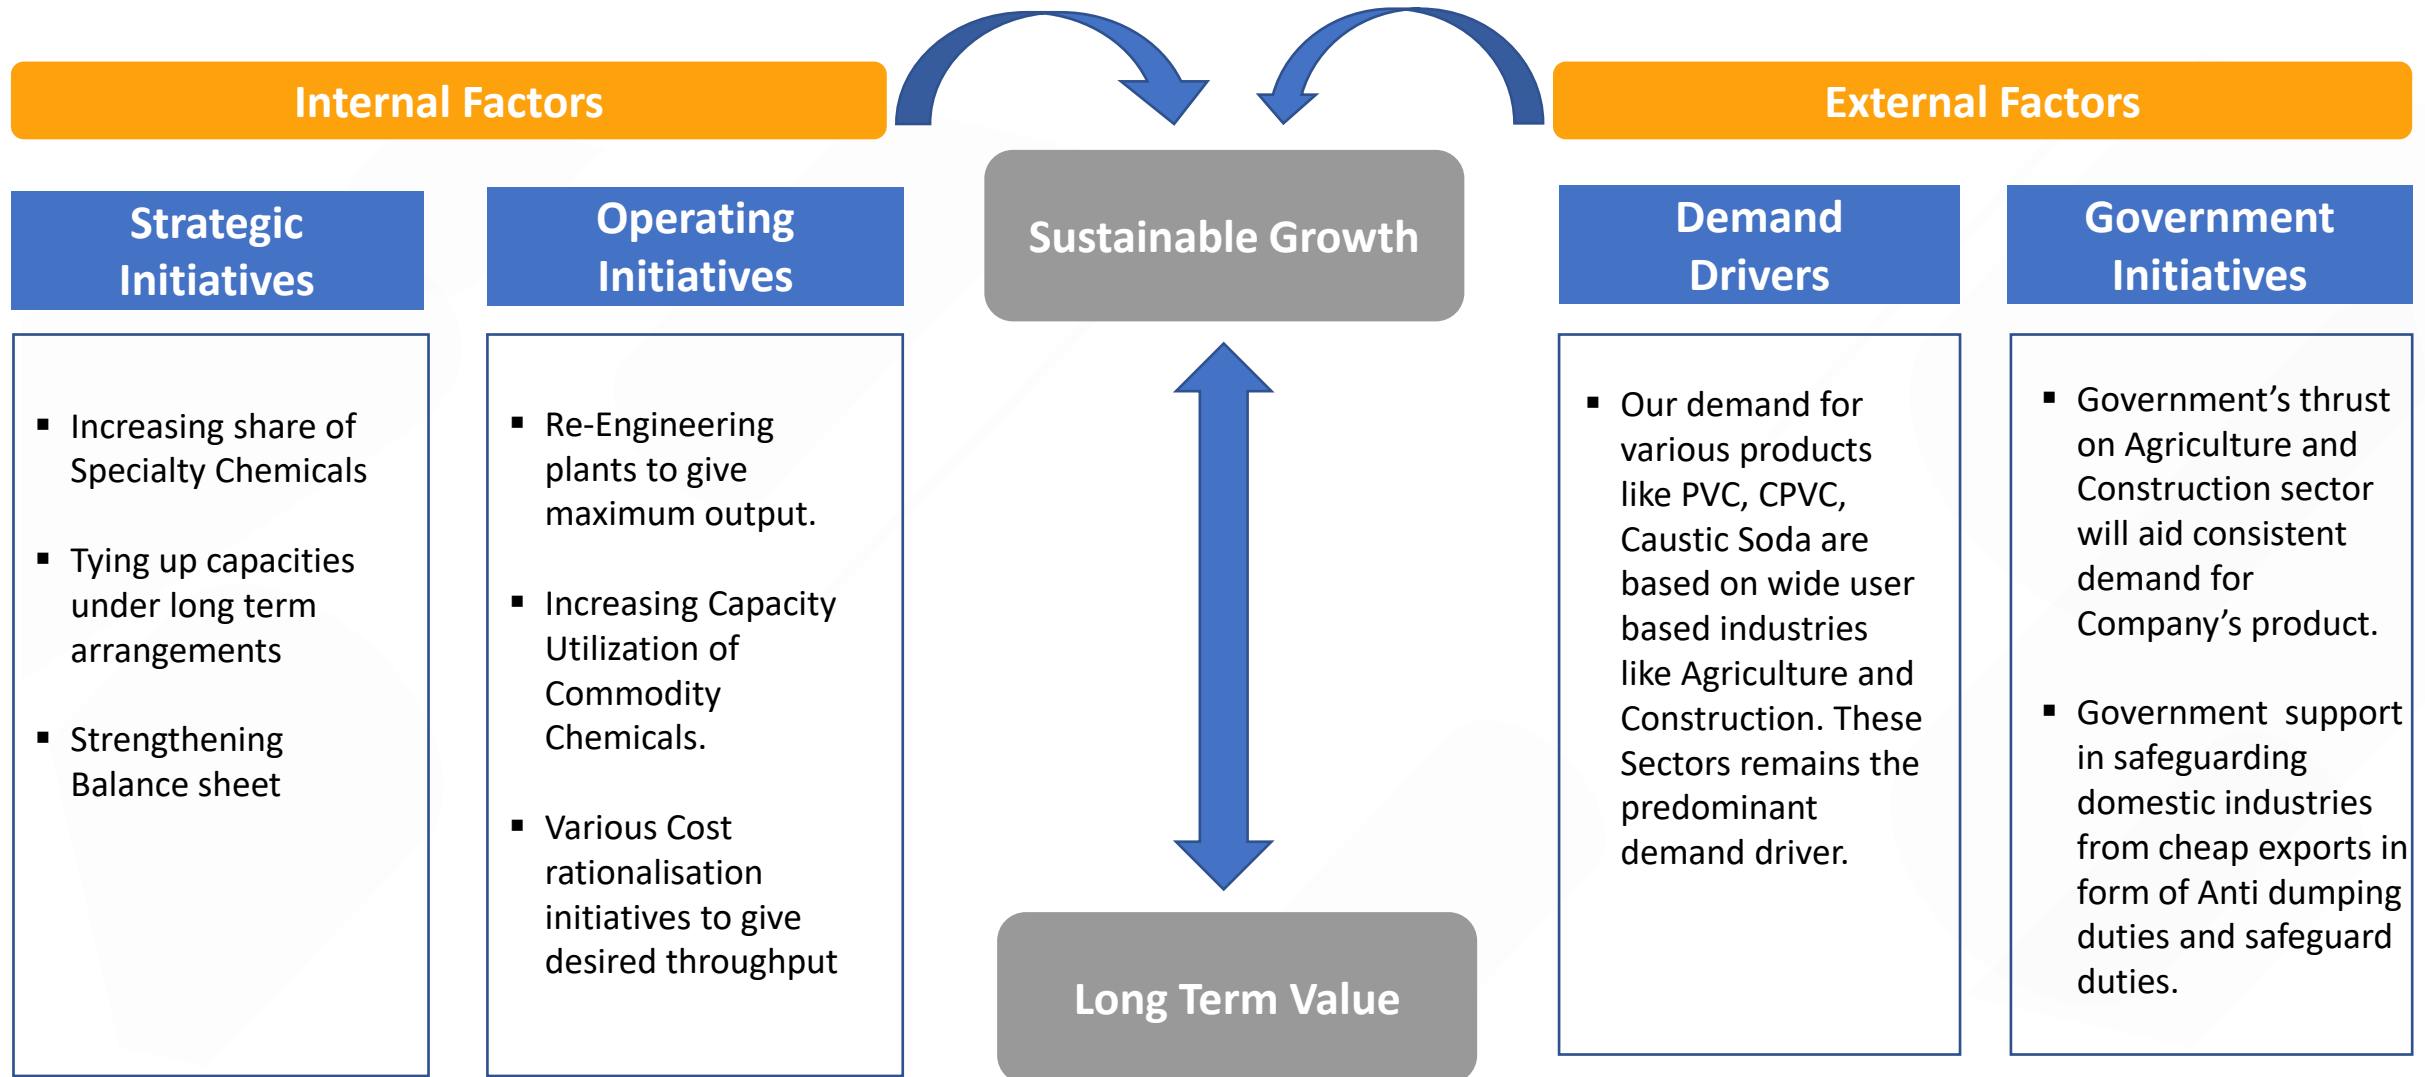 Internal Factors
External Factors
Strategic
Initiatives
▪ Increasing share of
Specialty Chemicals
▪ Tying up capacities
under long term
arrangements
▪ Strengthening
Balance sheet
Operating
Initiatives
▪ Re-Engineering
plants to give
maximum output.
▪ Increasing Capacity
Utilization of
Commodity
Chemicals.
▪ Various Cost
rationalisation
initiatives to give
desired throughput
Sustainable Growth
Long Term Value
Demand
Drivers
▪ Our demand for
various products
like PVC, CPVC,
Caustic Soda are
based on wide user
based industries
like Agriculture and
Construction. These
Sectors remains the
predominant
demand driver.
Government
Initiatives
▪ Government’s thrust
on Agriculture and
Construction sector
will aid consistent
demand for
Company’s product.
▪ Government support
in safeguarding
domestic industries
from cheap exports in
form of Anti dumping
duties and safeguard
duties.